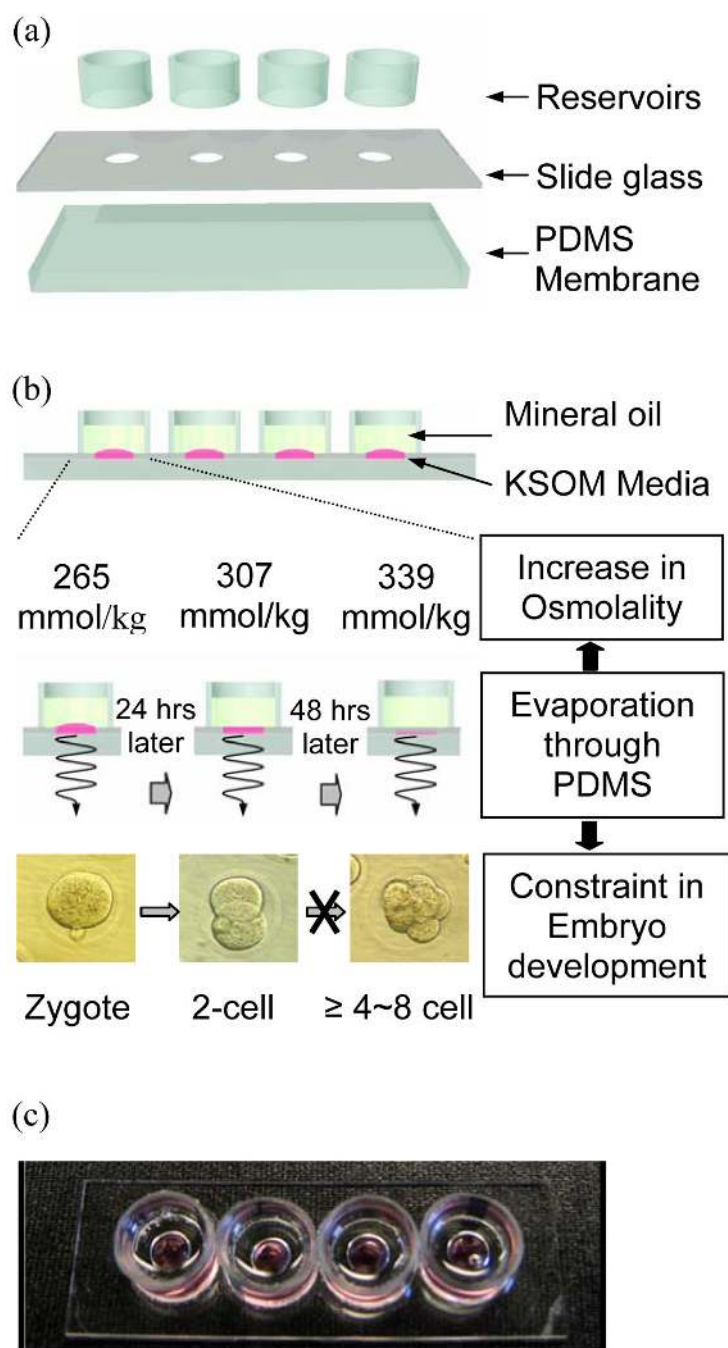 (a)
Reservoirs
Slide glass
PDMS
Membrane
(b)
Mineral oil
KSOM Media
265
mmol/kg
307
mmol/kg
339
mmol/kg
Increase in
Osmolality
24 hrs
later
48 hrs
later
Evaporation
through
PDMS
Constraint in
Embryo
development
Zygote
2-cell
≥ 4~8 cell
(c)